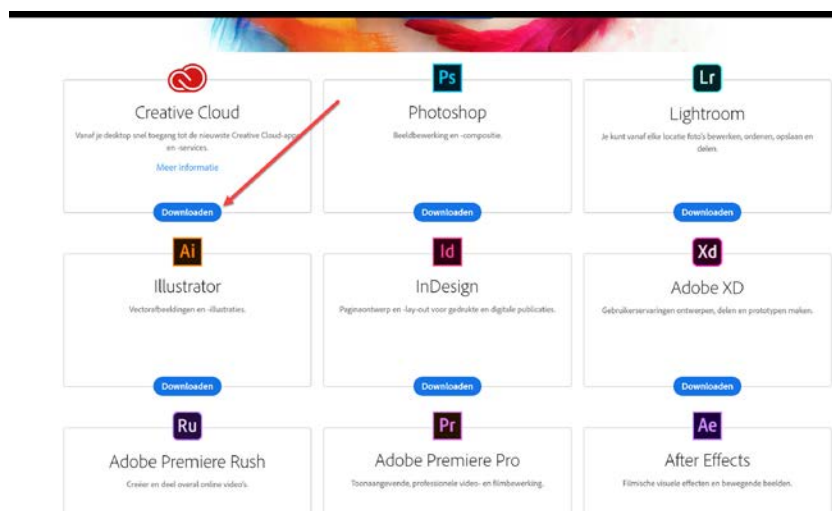 Ps
Lr
Creative Cloud
Photoshop
Lightroom
Vanaf je desktop snel toegang tot de nieuwste Creative Cloud-apps
en -services.
Beeldbewerking en -compositie.
Je kunt vanaf elke locatie foto's bewerken, ordenen, opslaan en
delen.
Meer informatie
Downloaden
Downloaden
Downloaden
Ai
Id
Xd
Illustrator
InDesign
Adobe XD
Vectorafbeeldingen en -illustraties.
Paginaontwerp en -lay-out voor gedrukte en digitale publicaties.
Gebruikerservaringen ontwerpen, delen en prototypen maken.
Downloaden
Downloaden
Downloaden
Ru
Pr
Ae
Adobe Premiere Rush
Adobe Premiere Pro
After Effects
Creëer en deel overal online video's.
Toonaangevende, professionele video- en filmbewerking.
Filmische visuele effecten en bewegende beelden.